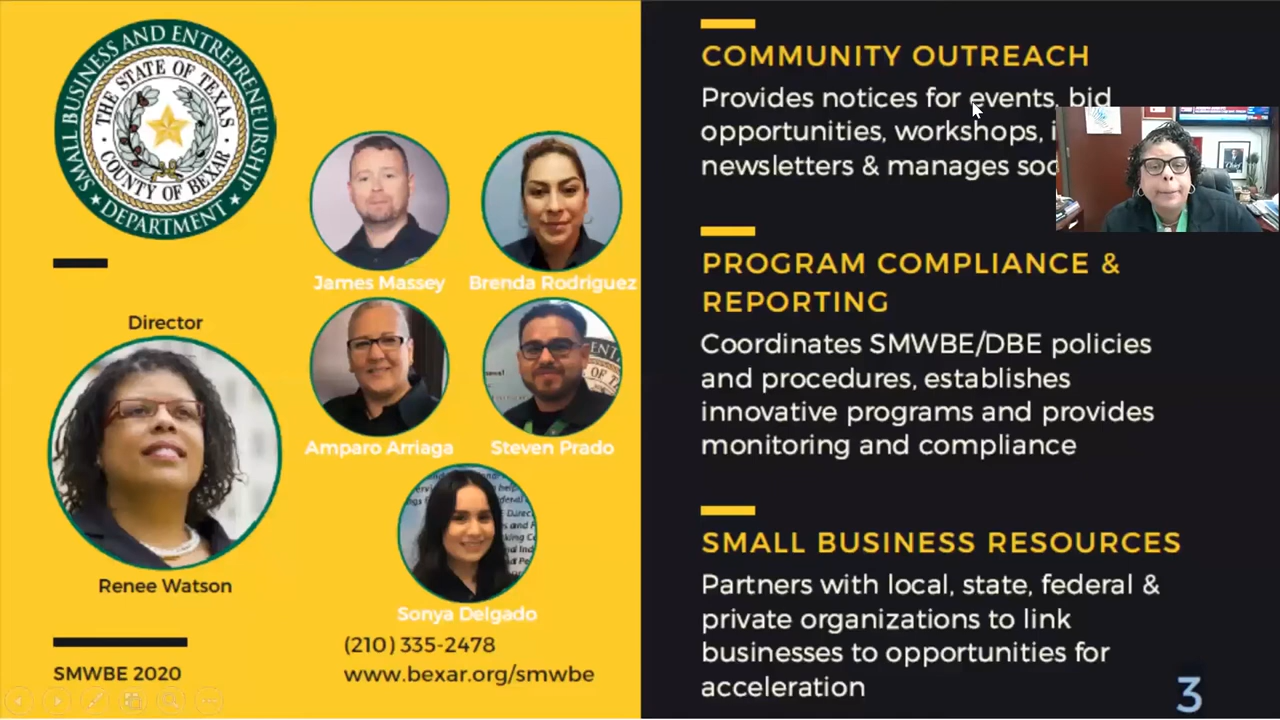 SMALL BUSINESS AND ENTREPRENEURSHIP
DEPARTMENT
THE STATE OF TEXAS
COUNTY OF BEXAR
James Massey
Brenda Rodriguez
Director
Amparo Arriaga
Steven Prado
Renee Watson
Sonya Delgado
(210) 335-2478
www.bexar.org/smwbe
SMWBE 2020
COMMUNITY OUTREACH
Provides notices for events, bid
opportunities, workshops,
newsletters & manages
PROGRAM COMPLIANCE &
REPORTING
Coordinates SMWBE/DBE policies
and procedures, establishes
innovative programs and provides
monitoring and compliance
SMALL BUSINESS RESOURCES
Partners with local, state, federal &
private organizations to link
businesses to opportunities for
acceleration
3